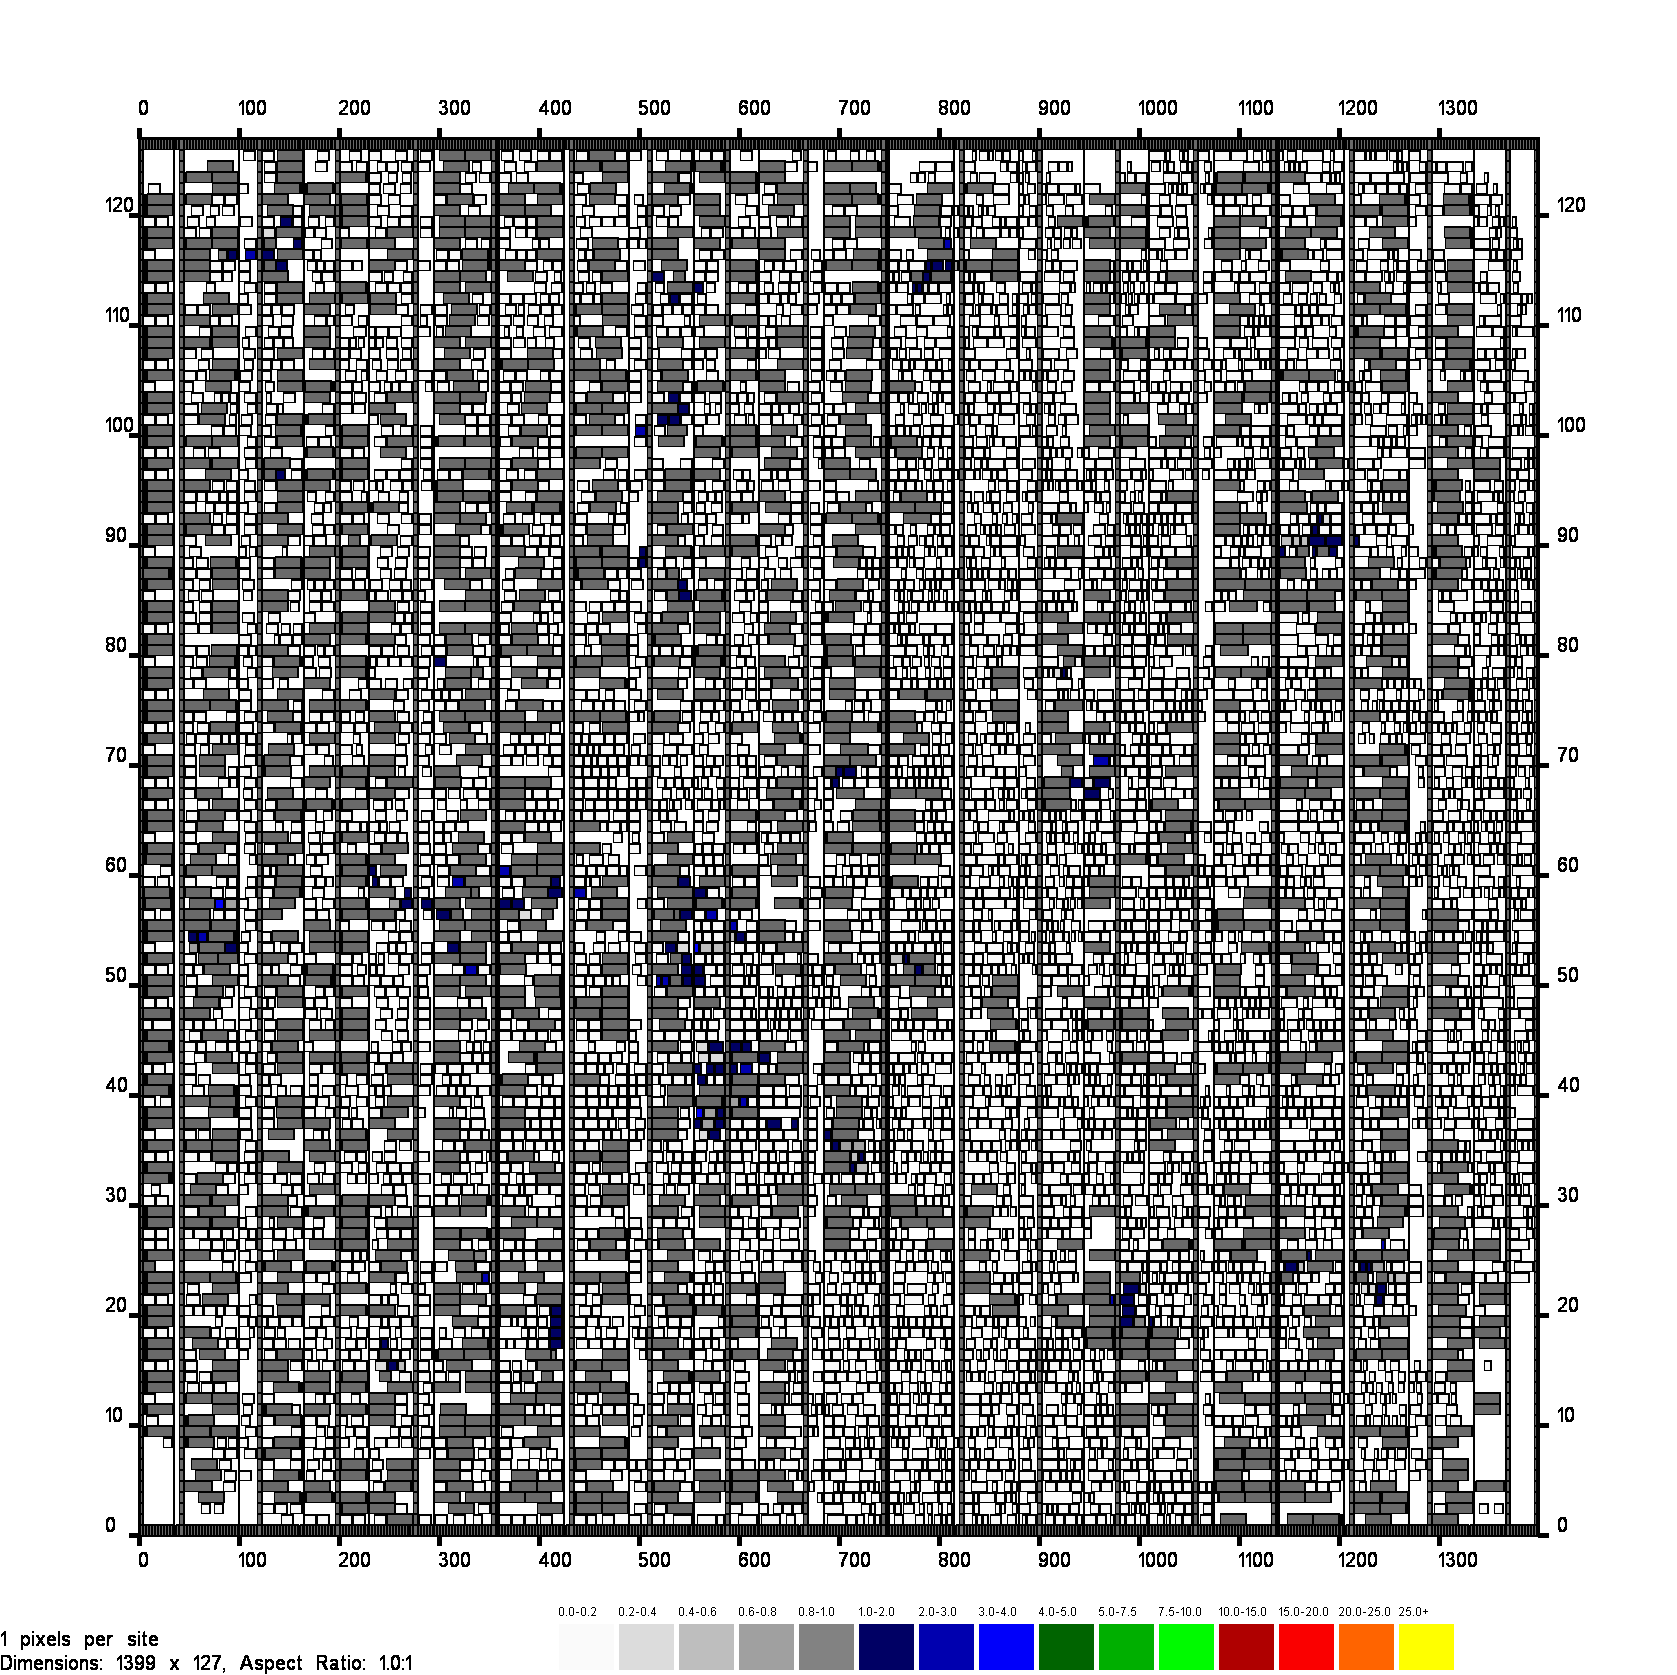 0 100 200 300 400 500 600 700 800 900 1000 1100 1200 1300
120 120
110 110
100 100
90 90
80 80
70 70
60 60
50 50
40 40
30 30
20 20
10 10
0 0
0 100 200 300 400 500 600 700 800 900 1000 1100 1200 1300
0.0-0.2 0.2-0.4 0.4-0.6 0.6-0.8 0.8-1.0 1.0-2.0 2.0-3.0 3.0-4.0 4.0-5.0 5.0-7.5 7.5-10.0 10.0-15.0 15.0-20.0 20.0-25.0 25.0+
1 pixels per site
Dimensions: 1399 x 127, Aspect Ratio: 1.0:1